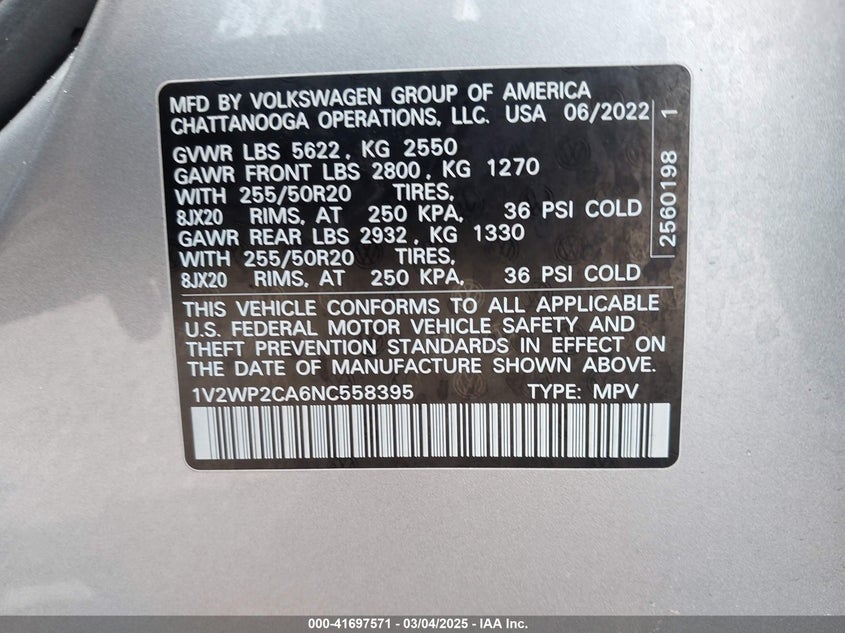 MFD BY VOLKSWAGEN GROUP OF AMERICA
CHATTANOOGA OPERATIONS, LLC. USA 06/2022
GVWR LBS 5622, KG 2550
GAWR FRONT LBS 2800, KG 1270
WITH 255/50R20 TIRES,
8JX20 RIMS, AT 250 KPA, 36 PSI COLD
GAWR REAR LBS 2932, KG 1330
WITH 255/50R20 TIRES,
8JX20 RIMS, AT 250 KPA, 36 PSI COLD
2560198 1
THIS VEHICLE CONFORMS TO ALL APPLICABLE
U.S. FEDERAL MOTOR VEHICLE SAFETY AND
THEFT PREVENTION STANDARDS IN EFFECT ON
THE DATE OF MANUFACTURE SHOWN ABOVE.
1V2WP2CA6NC558395 TYPE: MPV
000-41697571 — 03/04/2025 — IAA Inc.